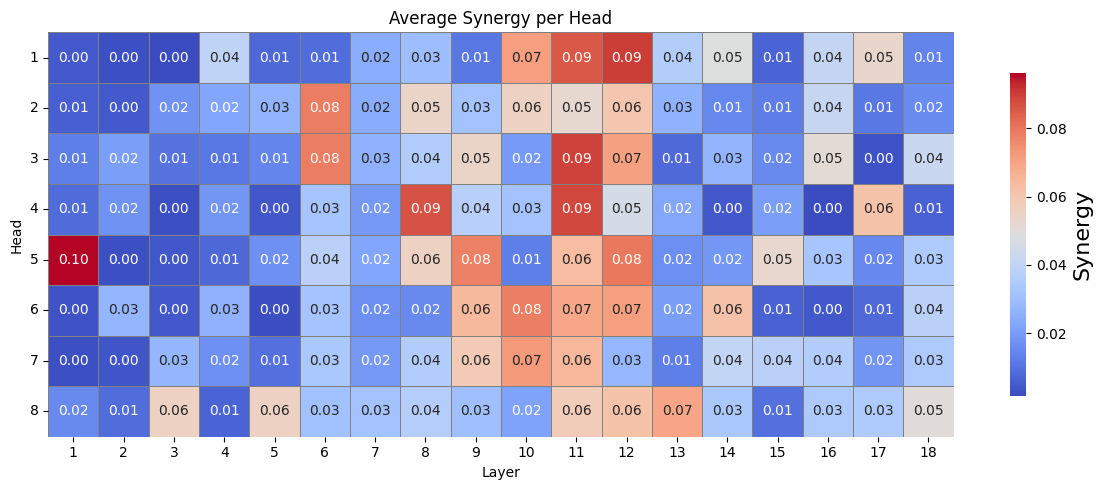 Average Synergy per Head
1 0.00 0.00 0.00 0.04 0.01 0.01 0.02 0.03 0.01 0.07 0.09 0.09 0.04 0.05 0.01 0.04 0.05 0.01
2 0.01 0.00 0.02 0.02 0.03 0.08 0.02 0.05 0.03 0.06 0.05 0.06 0.03 0.01 0.01 0.04 0.01 0.02
3 0.01 0.02 0.01 0.01 0.01 0.08 0.03 0.04 0.05 0.02 0.09 0.07 0.01 0.03 0.02 0.05 0.00 0.04
4 0.01 0.02 0.00 0.02 0.00 0.03 0.02 0.09 0.04 0.03 0.09 0.05 0.02 0.00 0.02 0.00 0.06 0.01
5 0.10 0.00 0.00 0.01 0.02 0.04 0.02 0.06 0.08 0.01 0.06 0.08 0.02 0.02 0.05 0.03 0.02 0.03
6 0.00 0.03 0.00 0.03 0.00 0.03 0.02 0.02 0.06 0.08 0.07 0.07 0.02 0.06 0.01 0.00 0.01 0.04
7 0.00 0.00 0.03 0.02 0.01 0.03 0.02 0.04 0.06 0.07 0.06 0.03 0.01 0.04 0.04 0.04 0.02 0.03
8 0.02 0.01 0.06 0.01 0.06 0.03 0.03 0.04 0.03 0.02 0.06 0.06 0.07 0.03 0.01 0.03 0.03 0.05
1 2 3 4 5 6 7 8 9 10 11 12 13 14 15 16 17 18
Layer
Head
0.08
0.06
0.04
0.02
Synergy